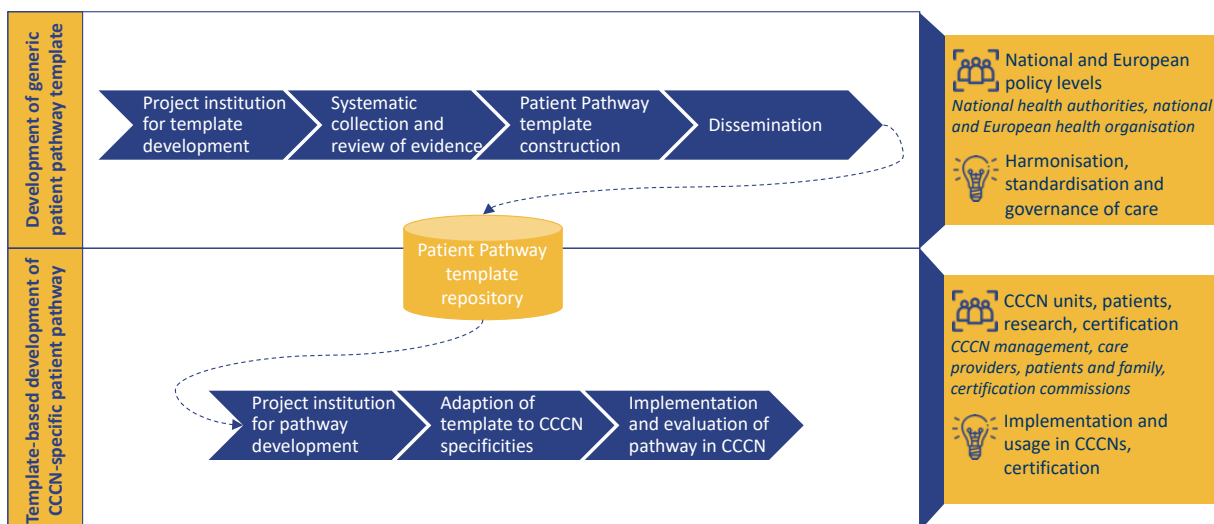 Development of generic
patient pathway template
Project institution
for template
development
Systematic
collection and
review of evidence
Patient Pathway
template
construction
Dissemination
National and European
policy levels
National health authorities, national
and European health organisation
Harmonisation,
standardisation and
governance of care
Patient Pathway
template
repository
Template-based development of
CCCN-specific patient pathway
Project institution
for pathway
development
Adaption of
template to CCCN
specificities
Implementation
and evaluation of
pathway in CCCN
CCCN units, patients,
research, certification
CCCN management, care
providers, patients and family,
certification commissions
Implementation and
usage in CCCNs,
certification